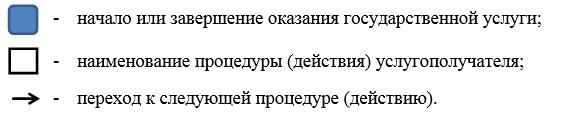 - начало или завершение оказания государственной услуги;
- наименование процедуры (действия) услугополучателя;
- переход к следующей процедуре (действию).